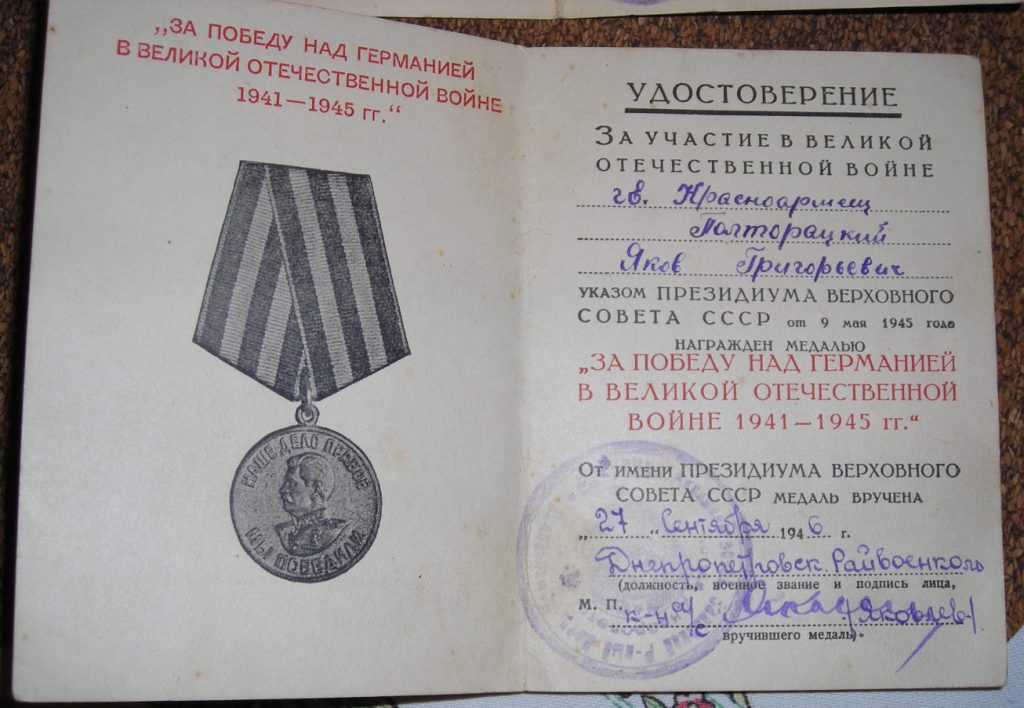 „ЗА ПОБЕДУ НАД ГЕРМАНИЕЙ
В ВЕЛИКОЙ ОТЕЧЕСТВЕННОЙ ВОЙНЕ
1941—1945 гг.“
НАШЕ ДЕЛО ПРАВОЕ
МЫ ПОБЕДИЛИ
УДОСТОВЕРЕНИЕ
ЗА УЧАСТИЕ В ВЕЛИКОЙ
ОТЕЧЕСТВЕННОЙ ВОЙНЕ
гв. Красноармеец
Полторацкий
Яков Григорьевич
УКАЗОМ ПРЕЗИДИУМА ВЕРХОВНОГО
СОВЕТА СССР от 9 мая 1945 года
НАГРАЖДЕН МЕДАЛЬЮ
„ЗА ПОБЕДУ НАД ГЕРМАНИЕЙ
В ВЕЛИКОЙ ОТЕЧЕСТВЕННОЙ
ВОЙНЕ 1941—1945 гг.“
ОТ ИМЕНИ ПРЕЗИДИУМА ВЕРХОВНОГО
СОВЕТА СССР МЕДАЛЬ ВРУЧЕНА
„27“ Сентября 1946 г.
Днепропетровск. Райвоенком
(должность, военное звание и подпись лица,
М. П. к-н а/с /Яковлев/
вручившего медаль)